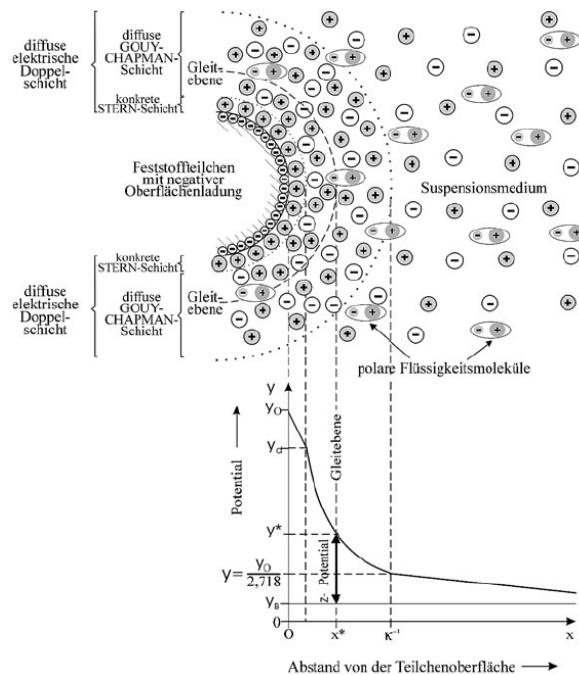 diffuse
elektrische
Doppel-
schicht
diffuse
GOUY-
CHAPMAN-
Schicht
Gleit-
ebene
konkrete
STERN-Schicht
Feststoffteilchen
mit negativer
Oberflächenladung
Suspensionsmedium
konkrete
STERN-Schicht
diffuse
elektrische
Doppel-
schicht
diffuse
GOUY-
CHAPMAN-
Schicht
Gleit-
ebene
polare Flüssigkeitsmoleküle
y
yO
Potential
yd
Gleitebene
y*
z- Potential
y= yO
2,718
yB
0
O x* κ⁻¹ x
Abstand von der Teilchenoberfläche